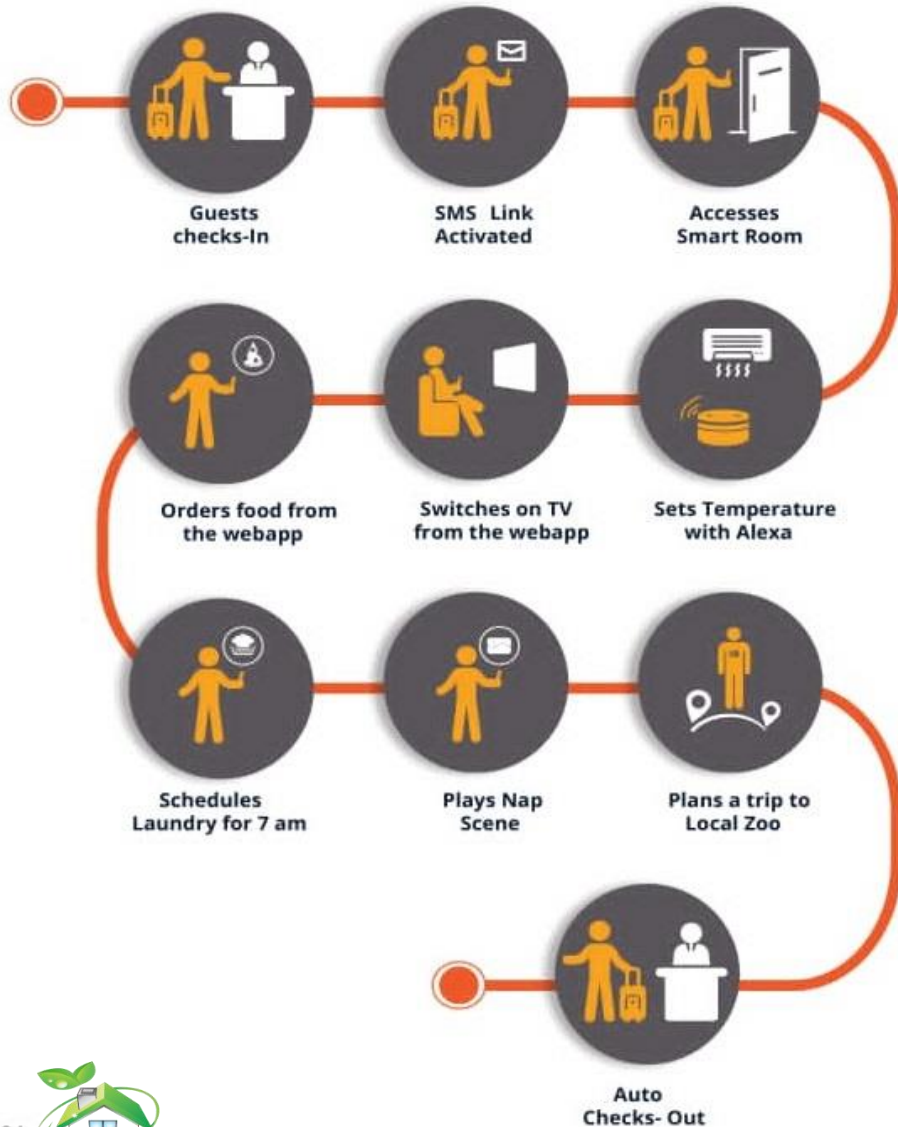 Guests
checks-In
SMS Link
Activated
Accesses
Smart Room
Sets Temperature
with Alexa
Switches on TV
from the webapp
Orders food from
the webapp
Schedules
Laundry for 7 am
Plays Nap
Scene
Plans a trip to
Local Zoo
Auto
Checks- Out